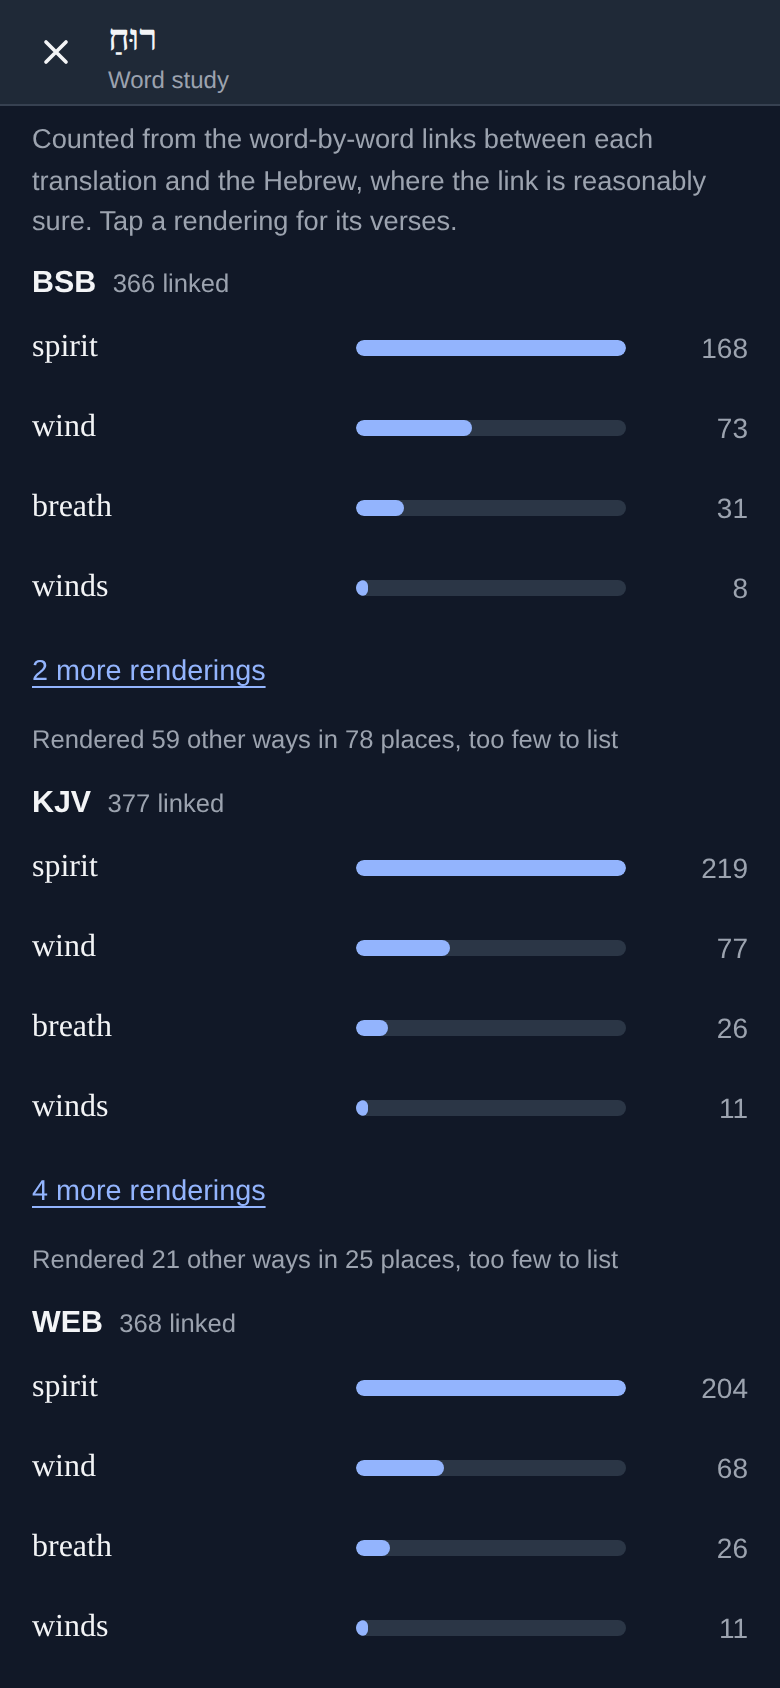 רוּחַ
Word study
Counted from the word-by-word links between each
translation and the Hebrew, where the link is reasonably
sure. Tap a rendering for its verses.
BSB 366 linked
spirit 168
wind 73
breath 31
winds 8
2 more renderings
Rendered 59 other ways in 78 places, too few to list
KJV 377 linked
spirit 219
wind 77
breath 26
winds 11
4 more renderings
Rendered 21 other ways in 25 places, too few to list
WEB 368 linked
spirit 204
wind 68
breath 26
winds 11